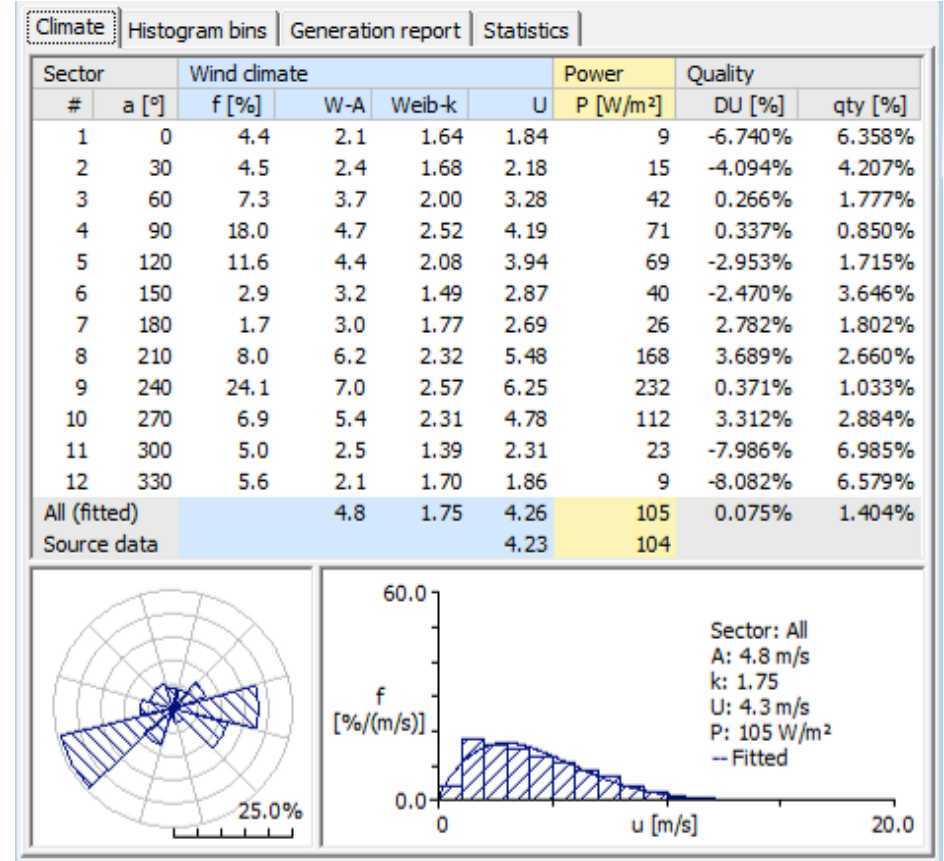 Climate Histogram bins Generation report Statistics
Sector Wind climate Power Quality
# a [°] f [%] W-A Weib-k U P [W/m²] DU [%] qty [%]
1 0 4.4 2.1 1.64 1.84 9 -6.740% 6.358%
2 30 4.5 2.4 1.68 2.18 15 -4.094% 4.207%
3 60 7.3 3.7 2.00 3.28 42 0.266% 1.777%
4 90 18.0 4.7 2.52 4.19 71 0.337% 0.850%
5 120 11.6 4.4 2.08 3.94 69 -2.953% 1.715%
6 150 2.9 3.2 1.49 2.87 40 -2.470% 3.646%
7 180 1.7 3.0 1.77 2.69 26 2.782% 1.802%
8 210 8.0 6.2 2.32 5.48 168 3.689% 2.660%
9 240 24.1 7.0 2.57 6.25 232 0.371% 1.033%
10 270 6.9 5.4 2.31 4.78 112 3.312% 2.884%
11 300 5.0 2.5 1.39 2.31 23 -7.986% 6.985%
12 330 5.6 2.1 1.70 1.86 9 -8.082% 6.579%
All (fitted) 4.8 1.75 4.26 105 0.075% 1.404%
Source data 4.23 104
25.0%
60.0
f
[%/(m/s)]
0.0
0 u [m/s] 20.0
Sector: All
A: 4.8 m/s
k: 1.75
U: 4.3 m/s
P: 105 W/m²
-- Fitted